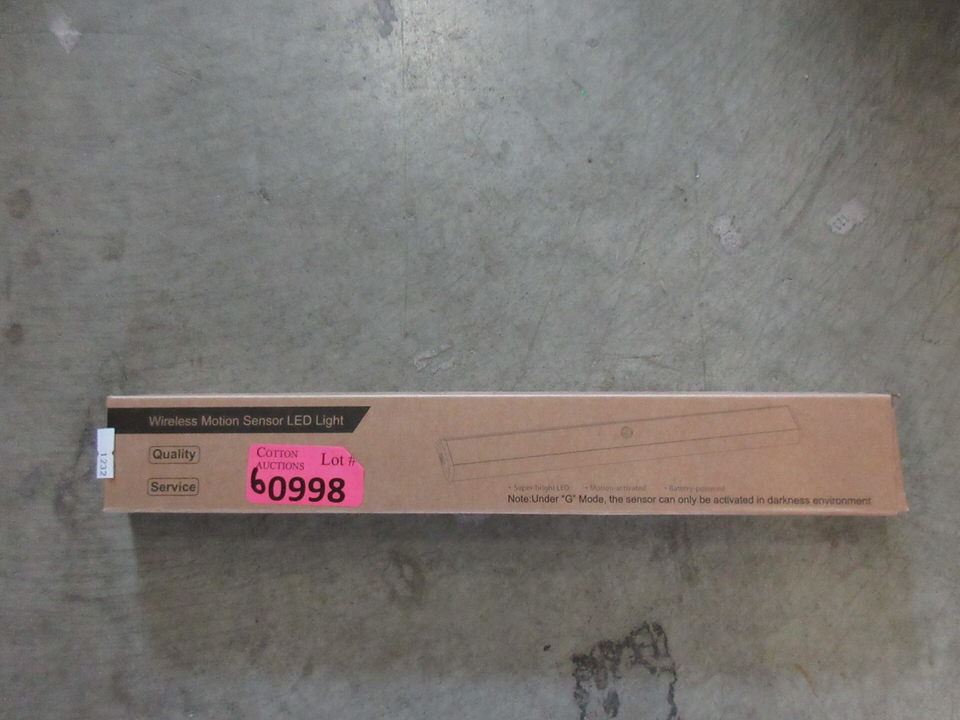 Wireless Motion Sensor LED Light
Quality
Service
1232
COTTON AUCTIONS Lot #
60998
• Super-bright LED • Motion-activated • Battery-powered
Note:Under "G" Mode, the sensor can only be activated in darkness environment